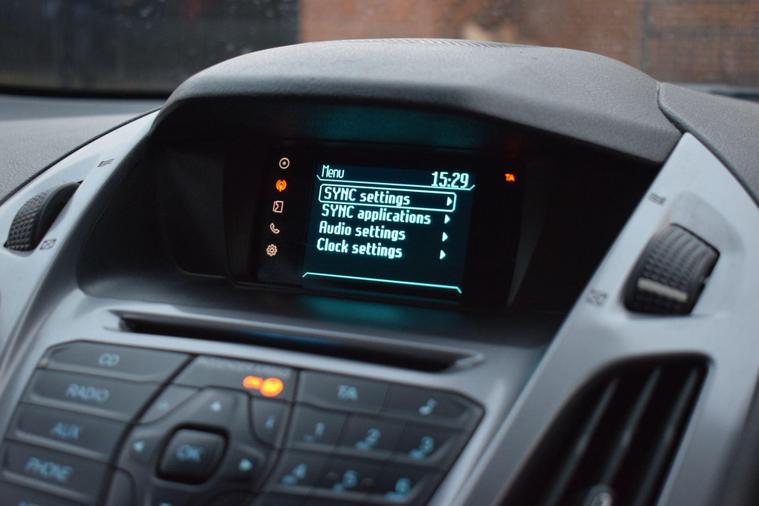 Menu 15:29
TA
SYNC settings
SYNC applications
Audio settings
Clock settings
CD
RADIO
AUX
PHONE
OK
TA
i
1 2 3
4 5 6